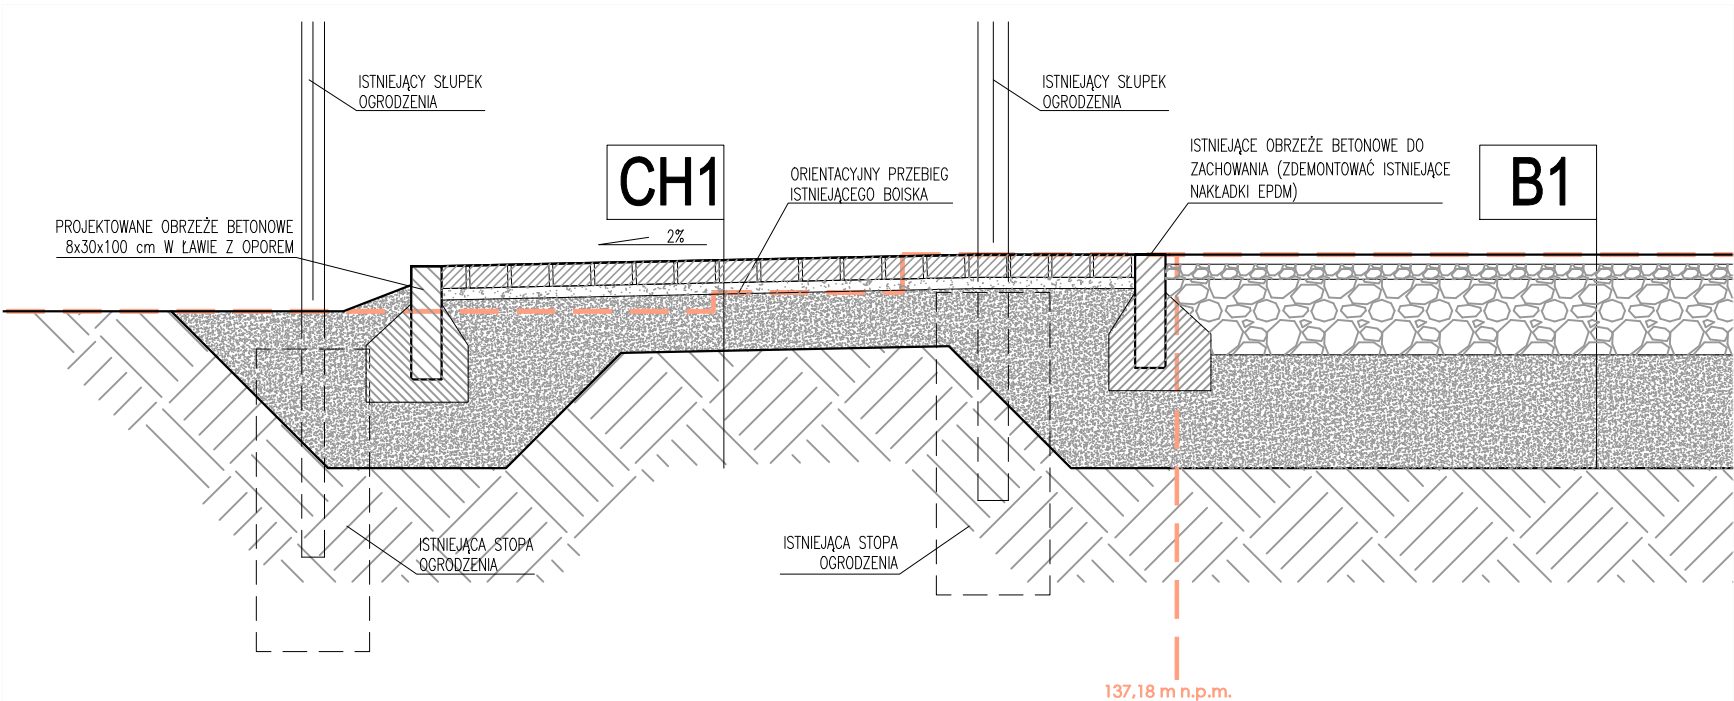 ISTNIEJĄCY SŁUPEK
OGRODZENIA
ISTNIEJĄCY SŁUPEK
OGRODZENIA
CH1
ORIENTACYJNY PRZEBIEG
ISTNIEJĄCEGO BOISKA
ISTNIEJĄCE OBRZEŻE BETONOWE DO
ZACHOWANIA (ZDEMONTOWAĆ ISTNIEJĄCE
NAKŁADKI EPDM)
B1
PROJEKTOWANE OBRZEŻE BETONOWE
8x30x100 cm W ŁAWIE Z OPOREM
2%
ISTNIEJĄCA STOPA
OGRODZENIA
ISTNIEJĄCA STOPA
OGRODZENIA
137,18 m n.p.m.